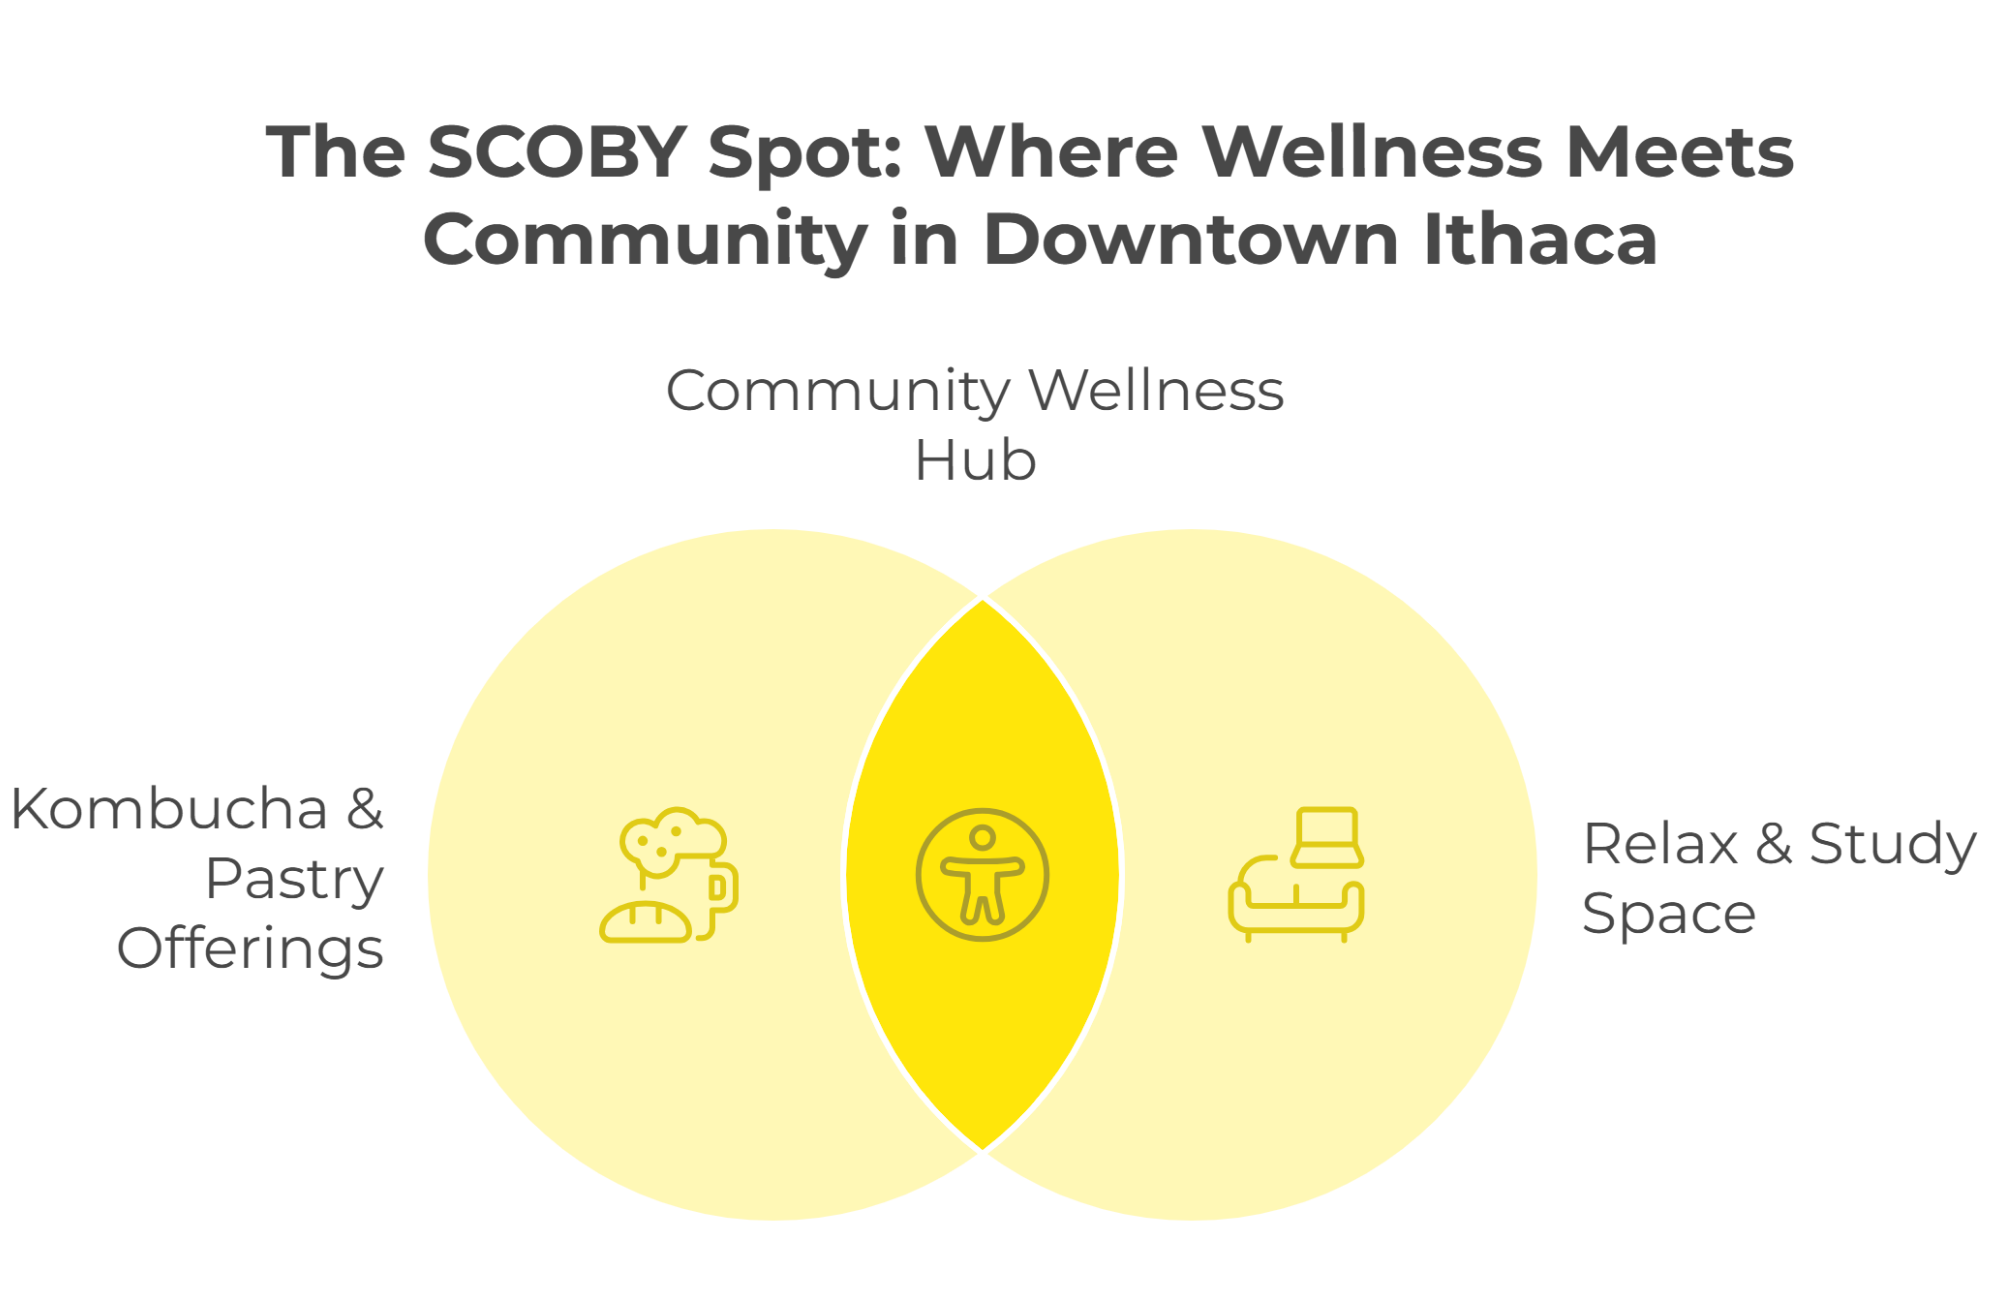 The SCOBY Spot: Where Wellness Meets
Community in Downtown Ithaca
Community Wellness
Hub
Kombucha &
Pastry
Offerings
Relax & Study
Space